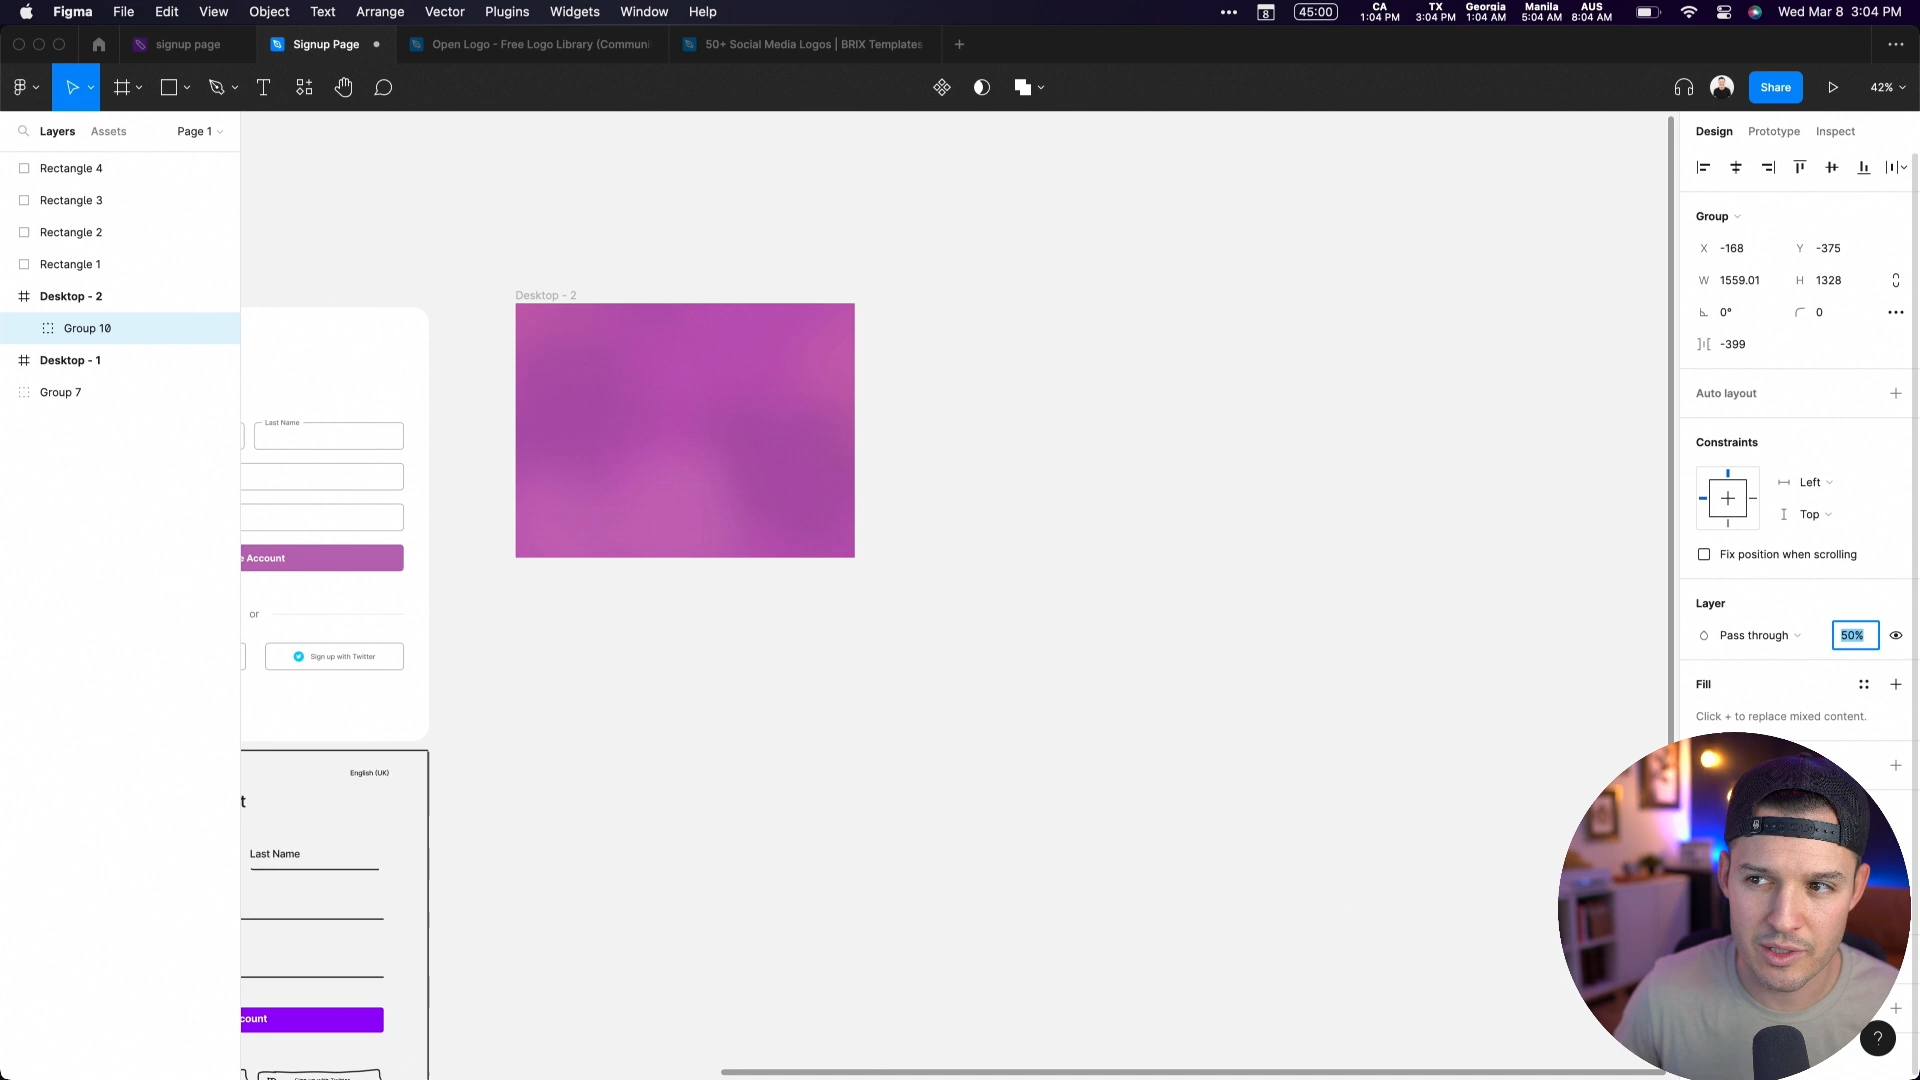 Figma File Edit View Object Text Arrange Vector Plugins Widgets Window Help
8 45:00
CA 1:04 PM
TX 3:04 PM
Georgia 1:04 AM
Manila 5:04 AM
AUS 8:04 AM
Wed Mar 8 3:04 PM
signup page
Signup Page
Open Logo - Free Logo Library (Commun
50+ Social Media Logos | BRIX Templates
Share
42%
Layers
Assets
Page 1
Rectangle 4
Rectangle 3
Rectangle 2
Rectangle 1
Desktop - 2
Group 10
Desktop - 1
Group 7
Desktop - 2
Last Name
e Account
or
Sign up with Twitter
English (UK)
t
Last Name
count
Sign up with Twitter
Design
Prototype
Inspect
Group
X -168
Y -375
W 1559.01
H 1328
0°
0
-399
Auto layout
Constraints
Left
Top
Fix position when scrolling
Layer
Pass through
50%
Fill
Click + to replace mixed content.
?